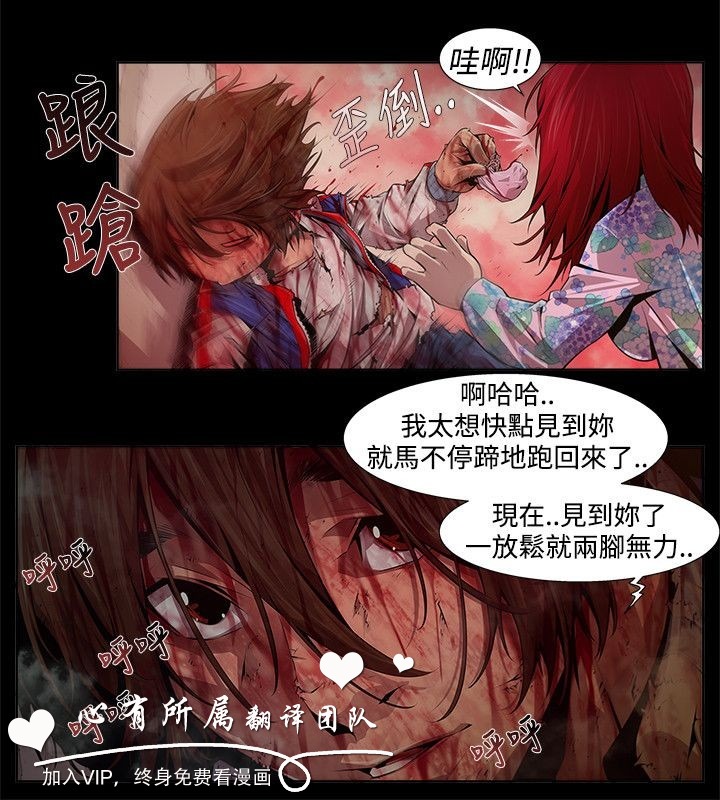 哇啊!!
歪倒..
踉
蹌
啊哈哈..
我太想快點見到妳
就馬不停蹄地跑回來了..
現在..見到妳了
一放鬆就兩腳無力..
呼呼
呼呼
呼呼
呼呼
心有所属翻译团队
加入VIP，终身免费看漫画